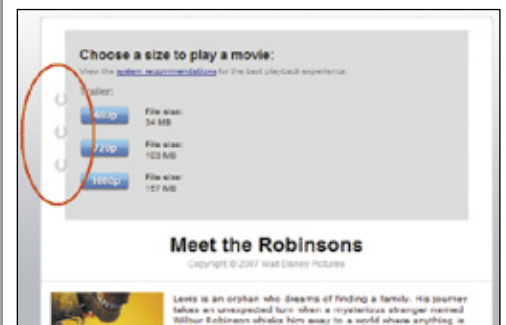 Choose a size to play a movie:
View the system recommendations for the best playback experience.
Trailer:
480p
File size:
34 MB
720p
File size:
103 MB
1080p
File size:
167 MB
Meet the Robinsons
Copyright © 2007 Walt Disney Pictures
Lewis is an orphan who dreams of finding a family. His journey
takes an unexpected turn when a mysterious stranger named
Wilbur Robinson whisks him away to a world where anything is